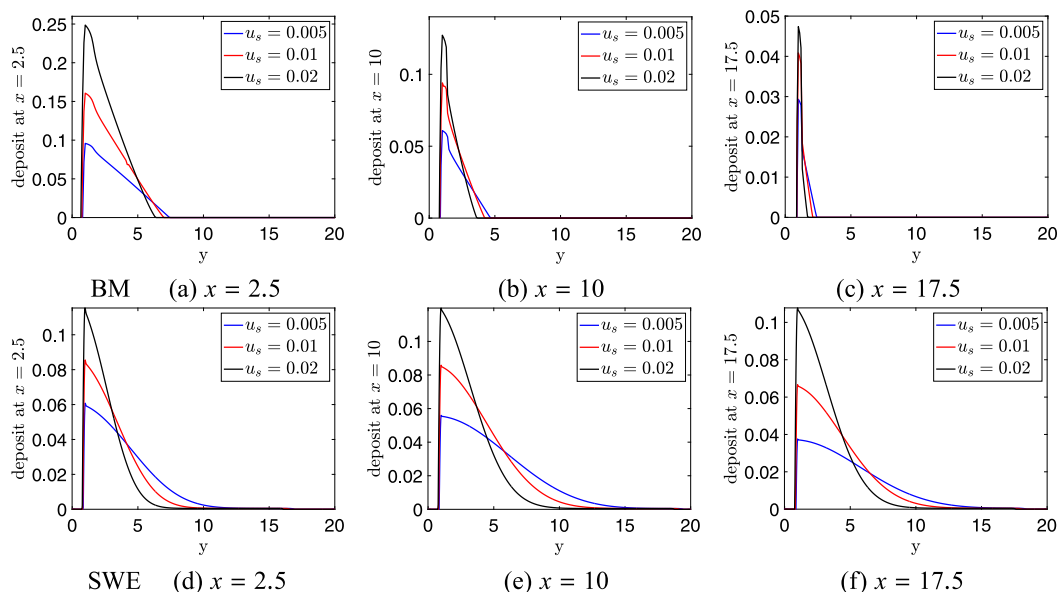 deposit at x = 2.5
0.25
0.2
0.15
0.1
0.05
0
0 5 10 15 20
y
u_s = 0.005
u_s = 0.01
u_s = 0.02
deposit at x = 10
0.1
0.05
0
0 5 10 15 20
y
u_s = 0.005
u_s = 0.01
u_s = 0.02
deposit at x = 17.5
0.05
0.04
0.03
0.02
0.01
0
0 5 10 15 20
y
u_s = 0.005
u_s = 0.01
u_s = 0.02
BM (a) x = 2.5 (b) x = 10 (c) x = 17.5
deposit at x = 2.5
0.1
0.08
0.06
0.04
0.02
0
0 5 10 15 20
y
u_s = 0.005
u_s = 0.01
u_s = 0.02
deposit at x = 10
0.1
0.08
0.06
0.04
0.02
0
0 5 10 15 20
y
u_s = 0.005
u_s = 0.01
u_s = 0.02
deposit at x = 17.5
0.1
0.08
0.06
0.04
0.02
0
0 5 10 15 20
y
u_s = 0.005
u_s = 0.01
u_s = 0.02
SWE (d) x = 2.5 (e) x = 10 (f) x = 17.5